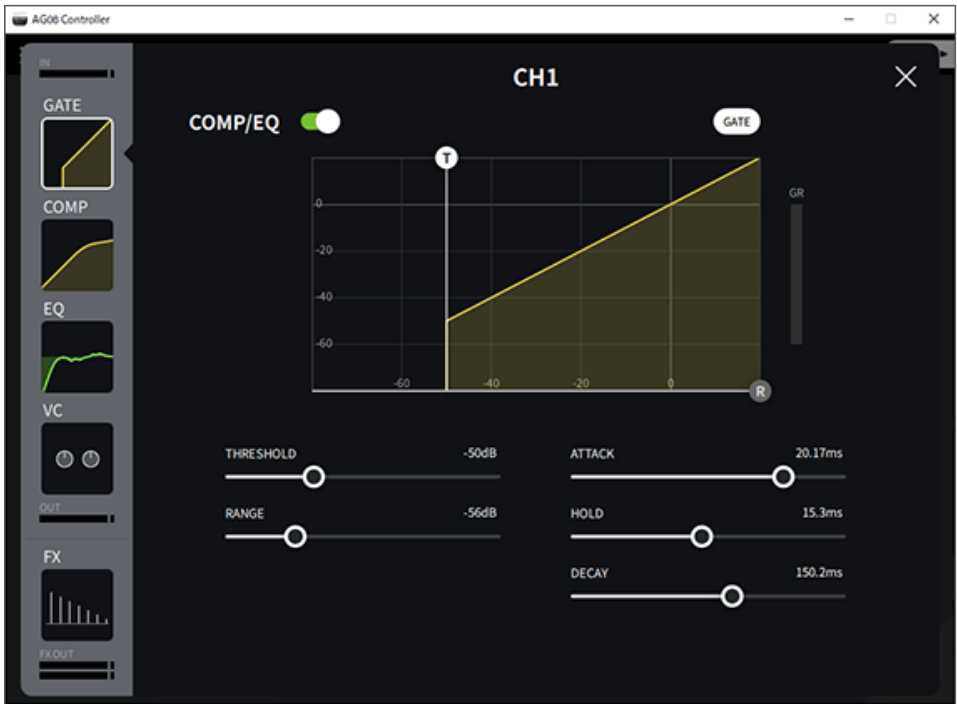 AG08 Controller
IN
GATE
COMP
EQ
VC
OUT
FX
FX OUT
CH1
COMP/EQ
GATE
T
GR
0
-20
-40
-60
-60 -40 -20 0
R
THRESHOLD -50dB
RANGE -56dB
ATTACK 20.17ms
HOLD 15.3ms
DECAY 150.2ms